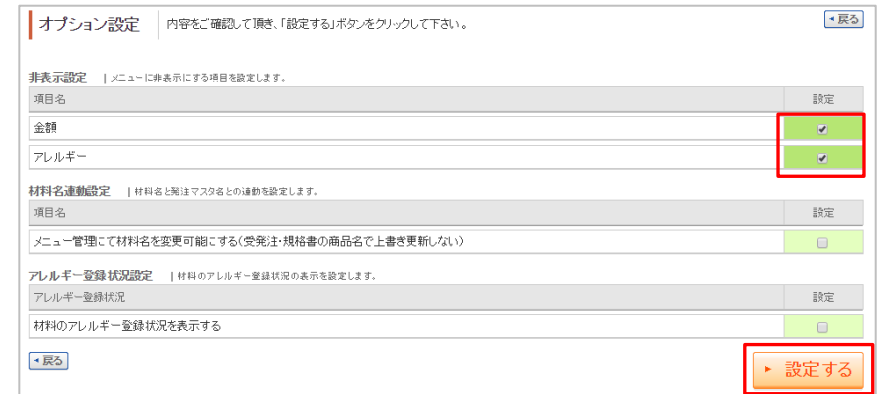 オプション設定 内容をご確認して頂き、「設定する」ボタンをクリックして下さい。 戻る
非表示設定 | メニューに非表示にする項目を設定します。
項目名 設定
金額
アレルギー
材料名連動設定 | 材料名と発注マスタ名との連動を設定します。
項目名 設定
メニュー管理にて材料名を変更可能にする(受発注・規格書の商品名で上書き更新しない)
アレルギー登録状況設定 | 材料のアレルギー登録状況の表示を設定します。
アレルギー登録状況 設定
材料のアレルギー登録状況を表示する
戻る
設定する